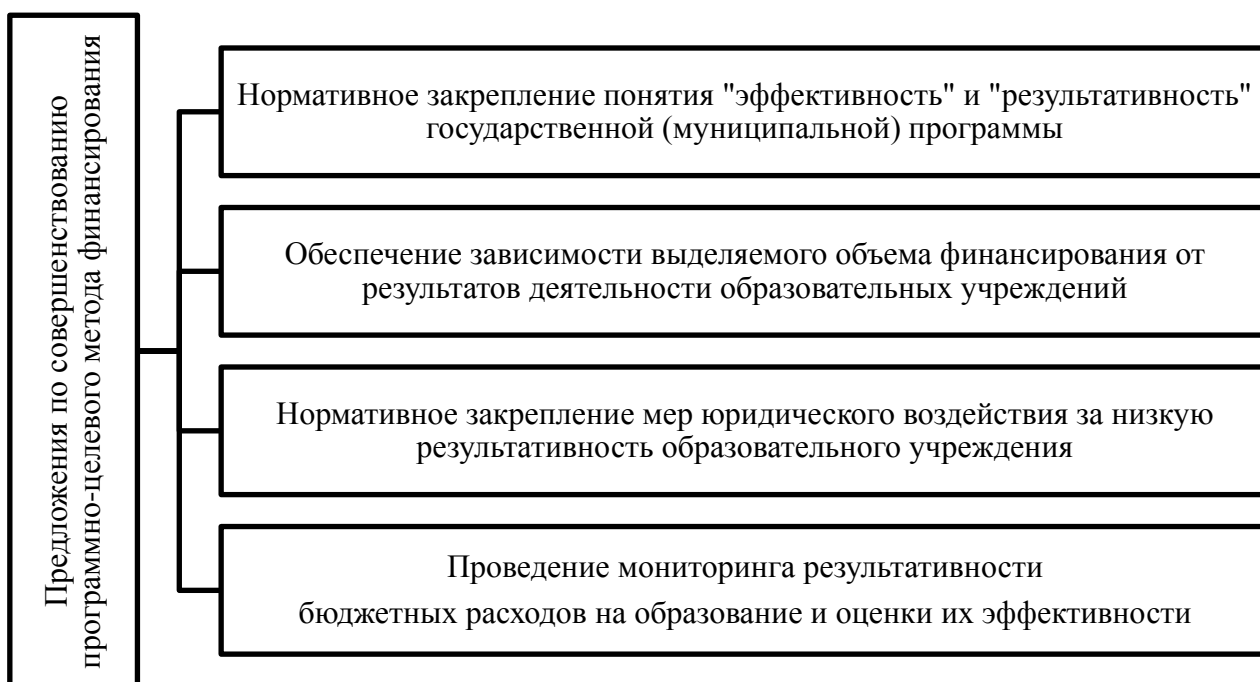 Предложения по совершенствованию
программно-целевого метода финансирования
Нормативное закрепление понятия "эффективность" и "результативность"
государственной (муниципальной) программы
Обеспечение зависимости выделяемого объема финансирования от
результатов деятельности образовательных учреждений
Нормативное закрепление мер юридического воздействия за низкую
результативность образовательного учреждения
Проведение мониторинга результативности
бюджетных расходов на образование и оценки их эффективности